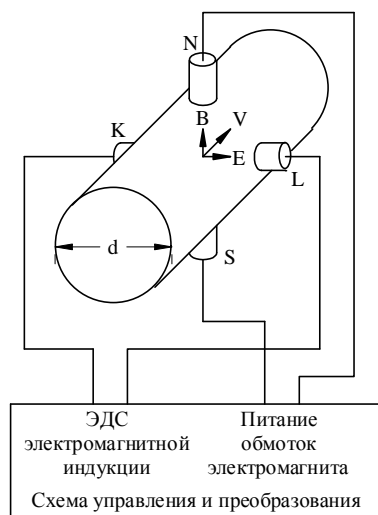 N
K
B
V
E
L
d
S
ЭДС
электромагнитной
индукции
Питание
обмоток
электромагнита
Схема управления и преобразования